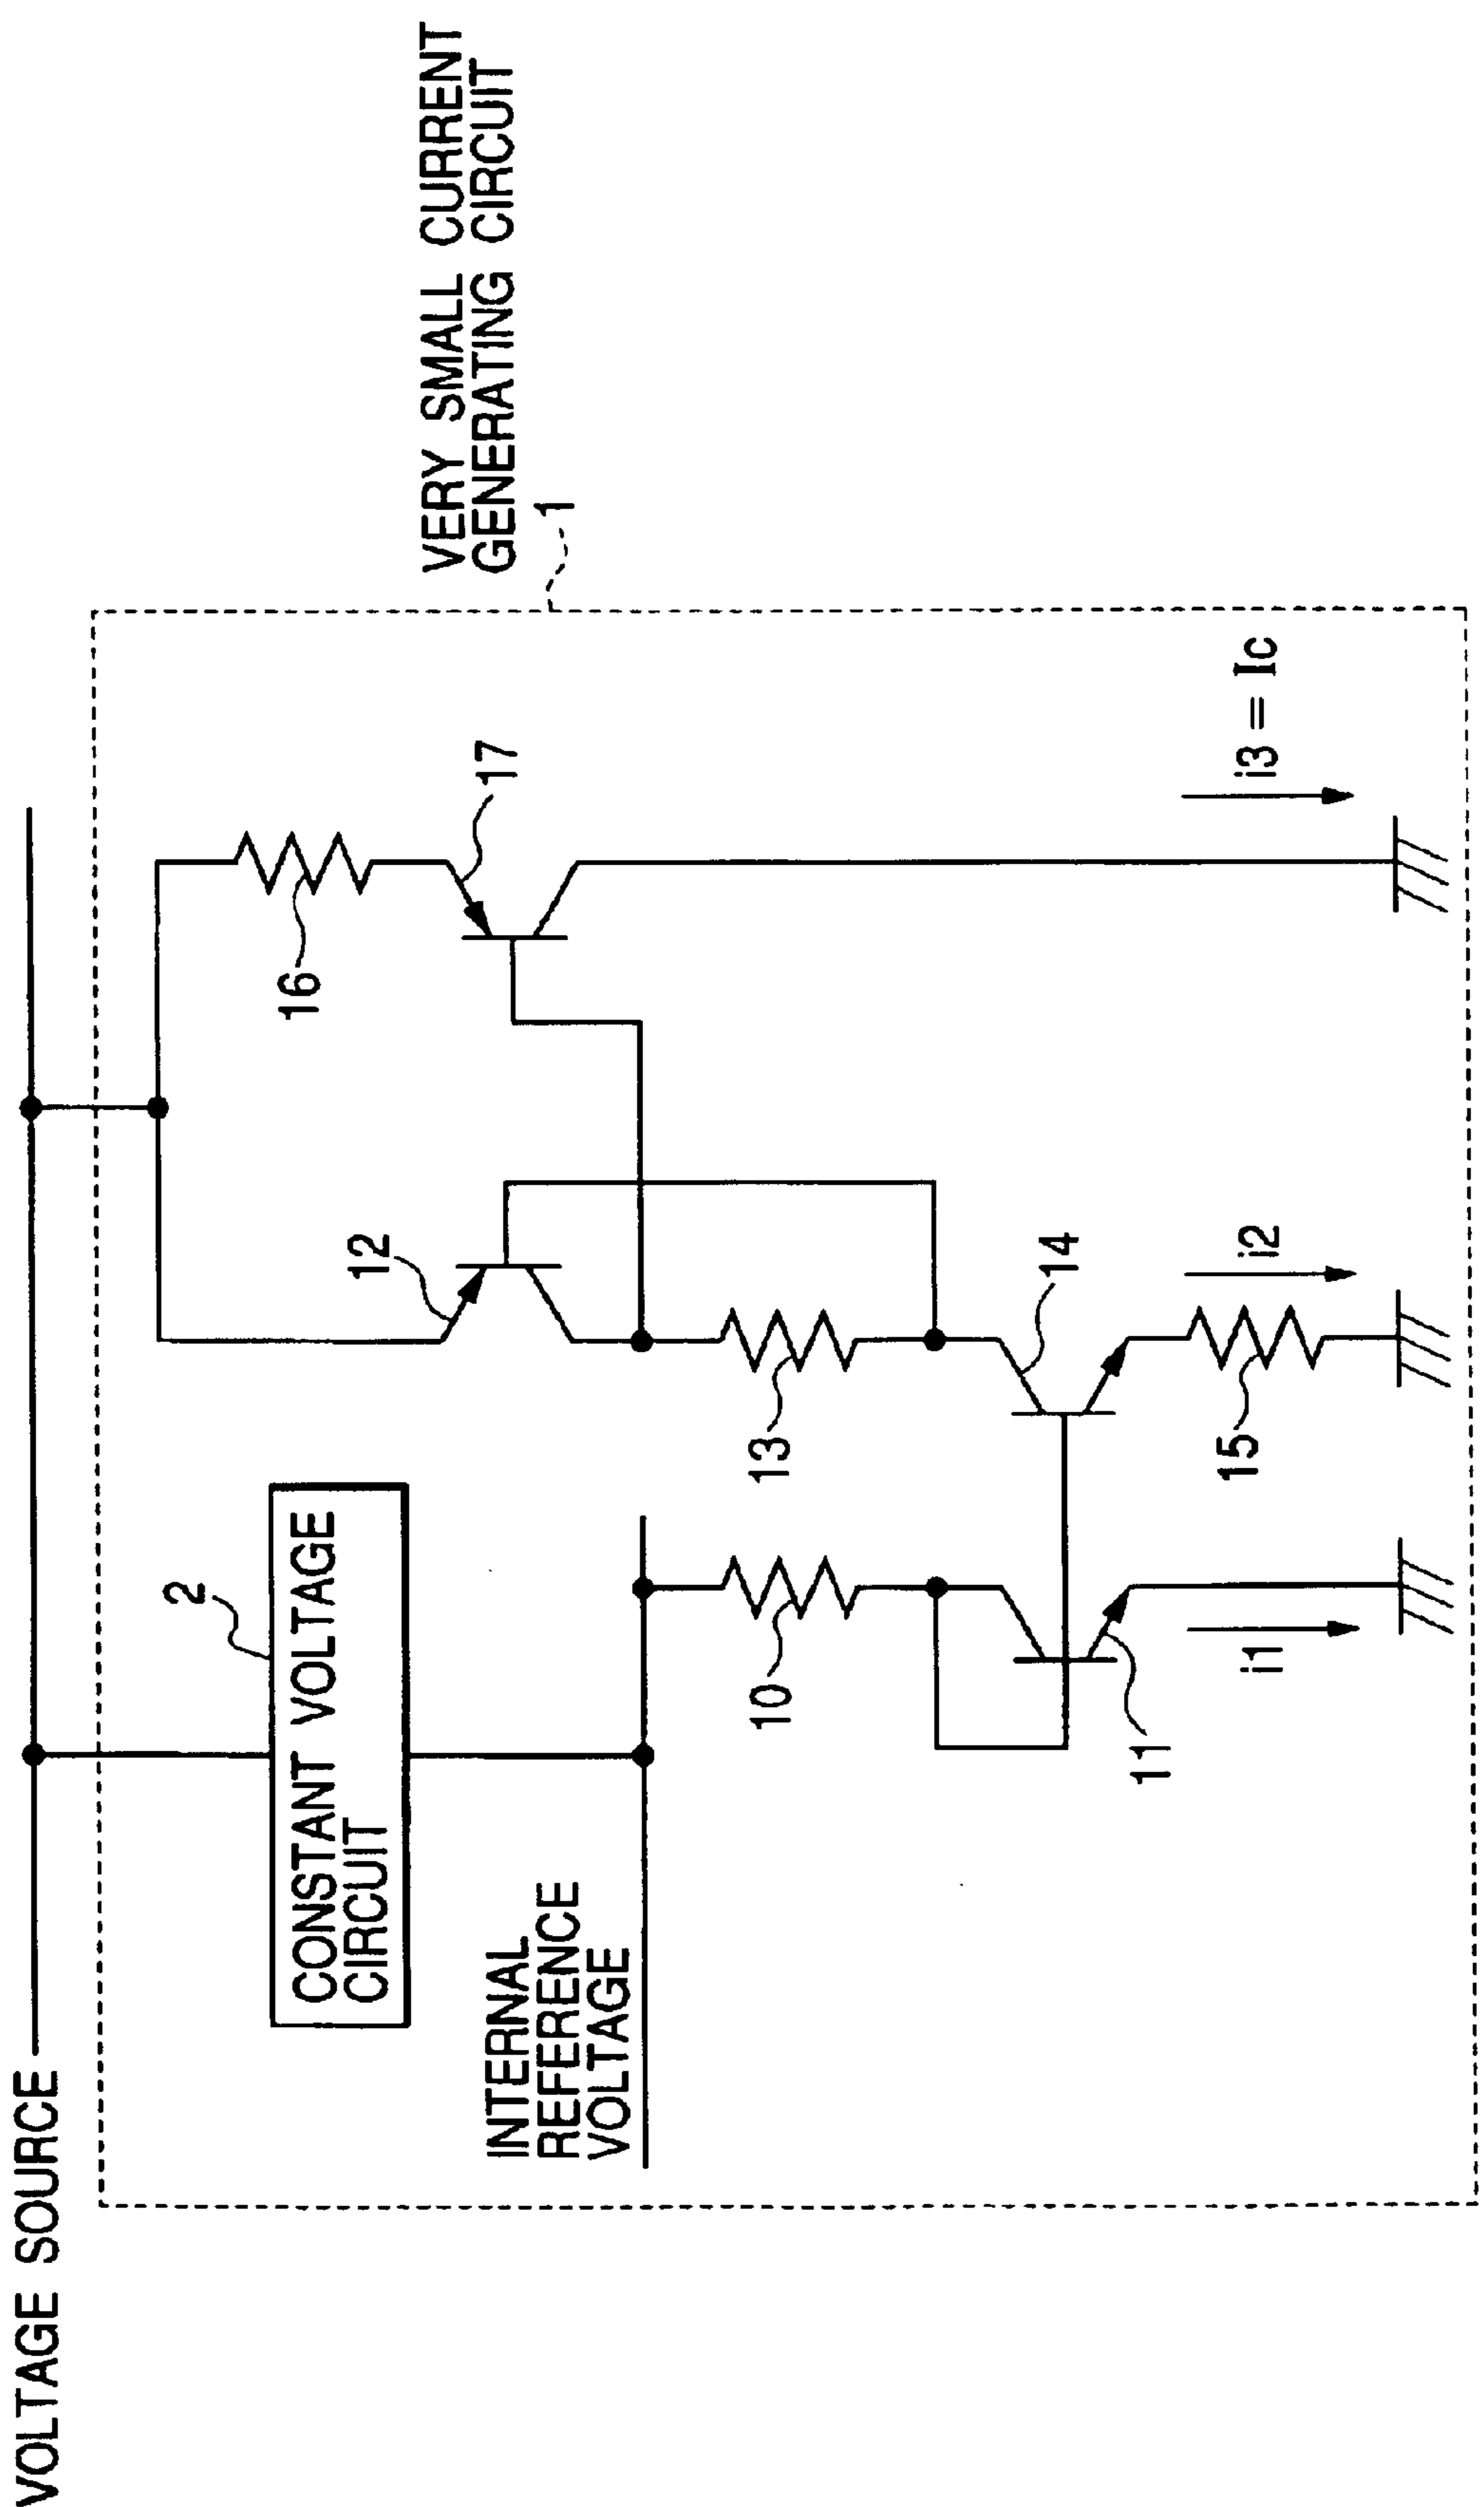 VOLTAGE SOURCE
VERY SMALL CURRENT
GENERATING CIRCUIT
1
2
CONSTANT VOLTAGE
CIRCUIT
INTERNAL
REFERENCE
VOLTAGE
12
16
17
10
13
11
14
15
i1
i2
i3 = Ic